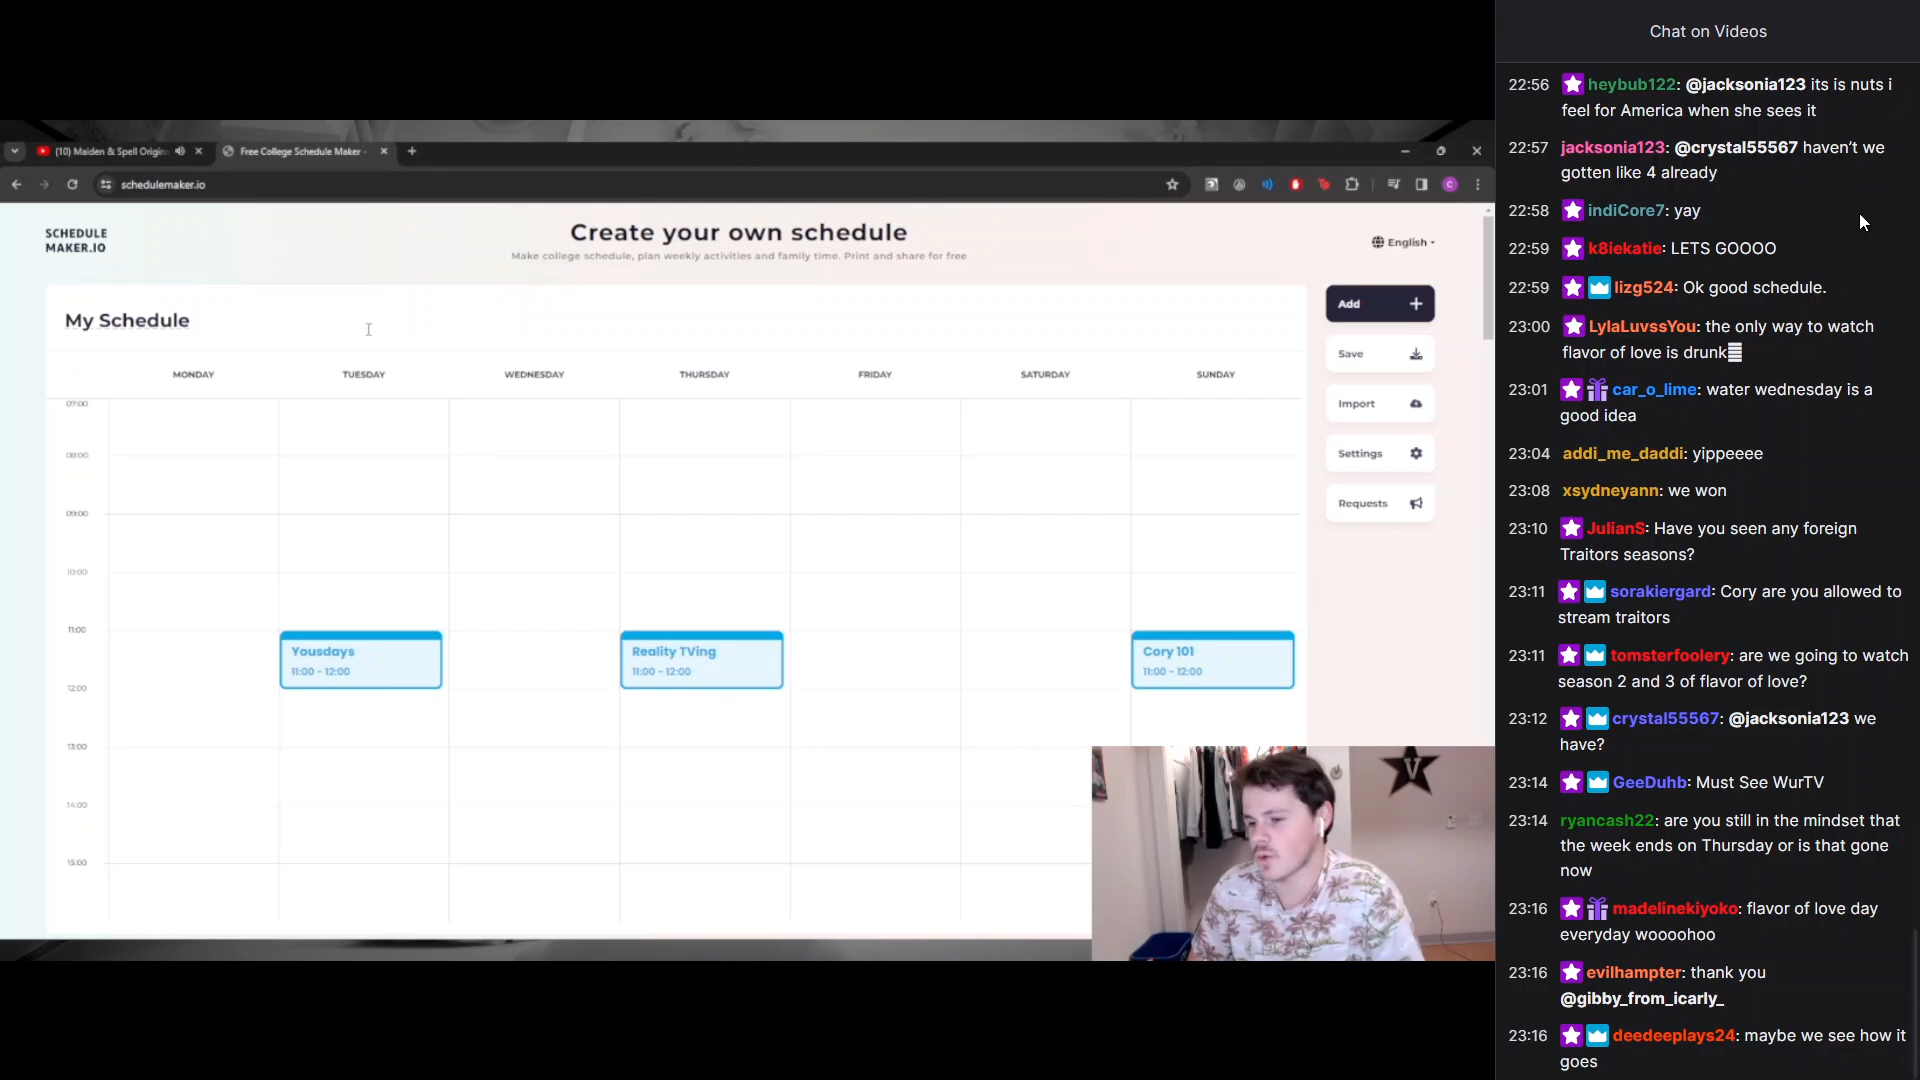 (10) Maiden & Spell Origin
Free College Schedule Maker -
schedulemaker.io
SCHEDULE
MAKER.IO
Create your own schedule
Make college schedule, plan weekly activities and family time. Print and share for free
English
My Schedule
Add
Save
Import
Settings
Requests
MONDAY TUESDAY WEDNESDAY THURSDAY FRIDAY SATURDAY SUNDAY
07:00
08:00
09:00
10:00
11:00
Yousdays
11:00 - 12:00
Reality TVing
11:00 - 12:00
Cory 101
11:00 - 12:00
12:00
13:00
14:00
15:00
V
Chat on Videos
22:56 heybub122: @jacksonia123 its is nuts i
feel for America when she sees it
22:57 jacksonia123: @crystal55567 haven't we
gotten like 4 already
22:58 indiCore7: yay
22:59 k8iekatie: LETS GOOOO
22:59 lizg524: Ok good schedule.
23:00 LylaLuvssYou: the only way to watch
flavor of love is drunk
23:01 car_o_lime: water wednesday is a
good idea
23:04 addi_me_daddi: yippeeee
23:08 xsydneyann: we won
23:10 JulianS: Have you seen any foreign
Traitors seasons?
23:11 sorakiergard: Cory are you allowed to
stream traitors
23:11 tomsterfoolery: are we going to watch
season 2 and 3 of flavor of love?
23:12 crystal55567: @jacksonia123 we
have?
23:14 GeeDuhb: Must See WurTV
23:14 ryancash22: are you still in the mindset that
the week ends on Thursday or is that gone
now
23:16 madelinekiyoko: flavor of love day
everyday woooohoo
23:16 evilhampter: thank you
@gibby_from_icarly_
23:16 deedeeplays24: maybe we see how it
goes